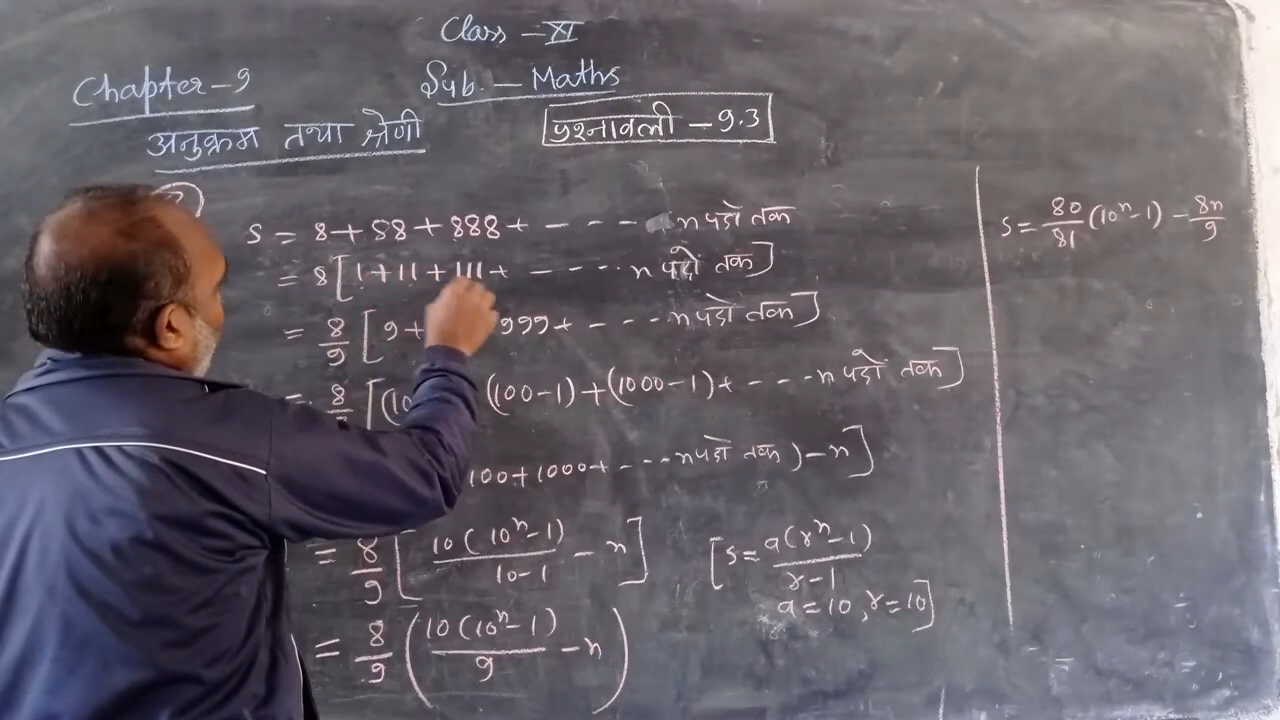 Class – XI
Chapter – 9
Sub. – Maths
अनुक्रम तथा श्रेणी
प्रश्नावली – 9.3
S = 8 + 88 + 888 + – – – – n पदों तक
= 8 [ 1 + 11 + 111 + – – – – n पदों तक ]
= 8/9 [ 9 + 999 + – – – n पदों तक ]
= 8 [(10 (100 – 1) + (1000 – 1) + – – – – n पदों तक ]
100 + 1000 + – – – – n पदों तक ) – n ]
= 8/9 [ 10 (10ⁿ – 1) / 10 – 1 – n ]
[ S = a (rⁿ – 1) / r – 1
a = 10 , r = 10 ]
= 8/9 ( 10 (10ⁿ – 1) / 9 – n )
S = 80/81 (10ⁿ – 1) – 8n/9